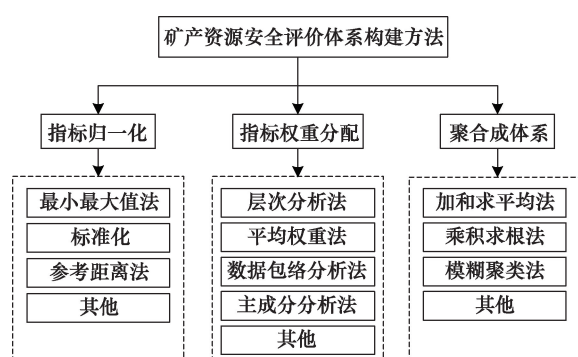 矿产资源安全评价体系构建方法
指标归一化
指标权重分配
聚合成体系
最小最大值法
标准化
参考距离法
其他
层次分析法
平均权重法
数据包络分析法
主成分分析法
其他
加和求平均法
乘积求根法
模糊聚类法
其他